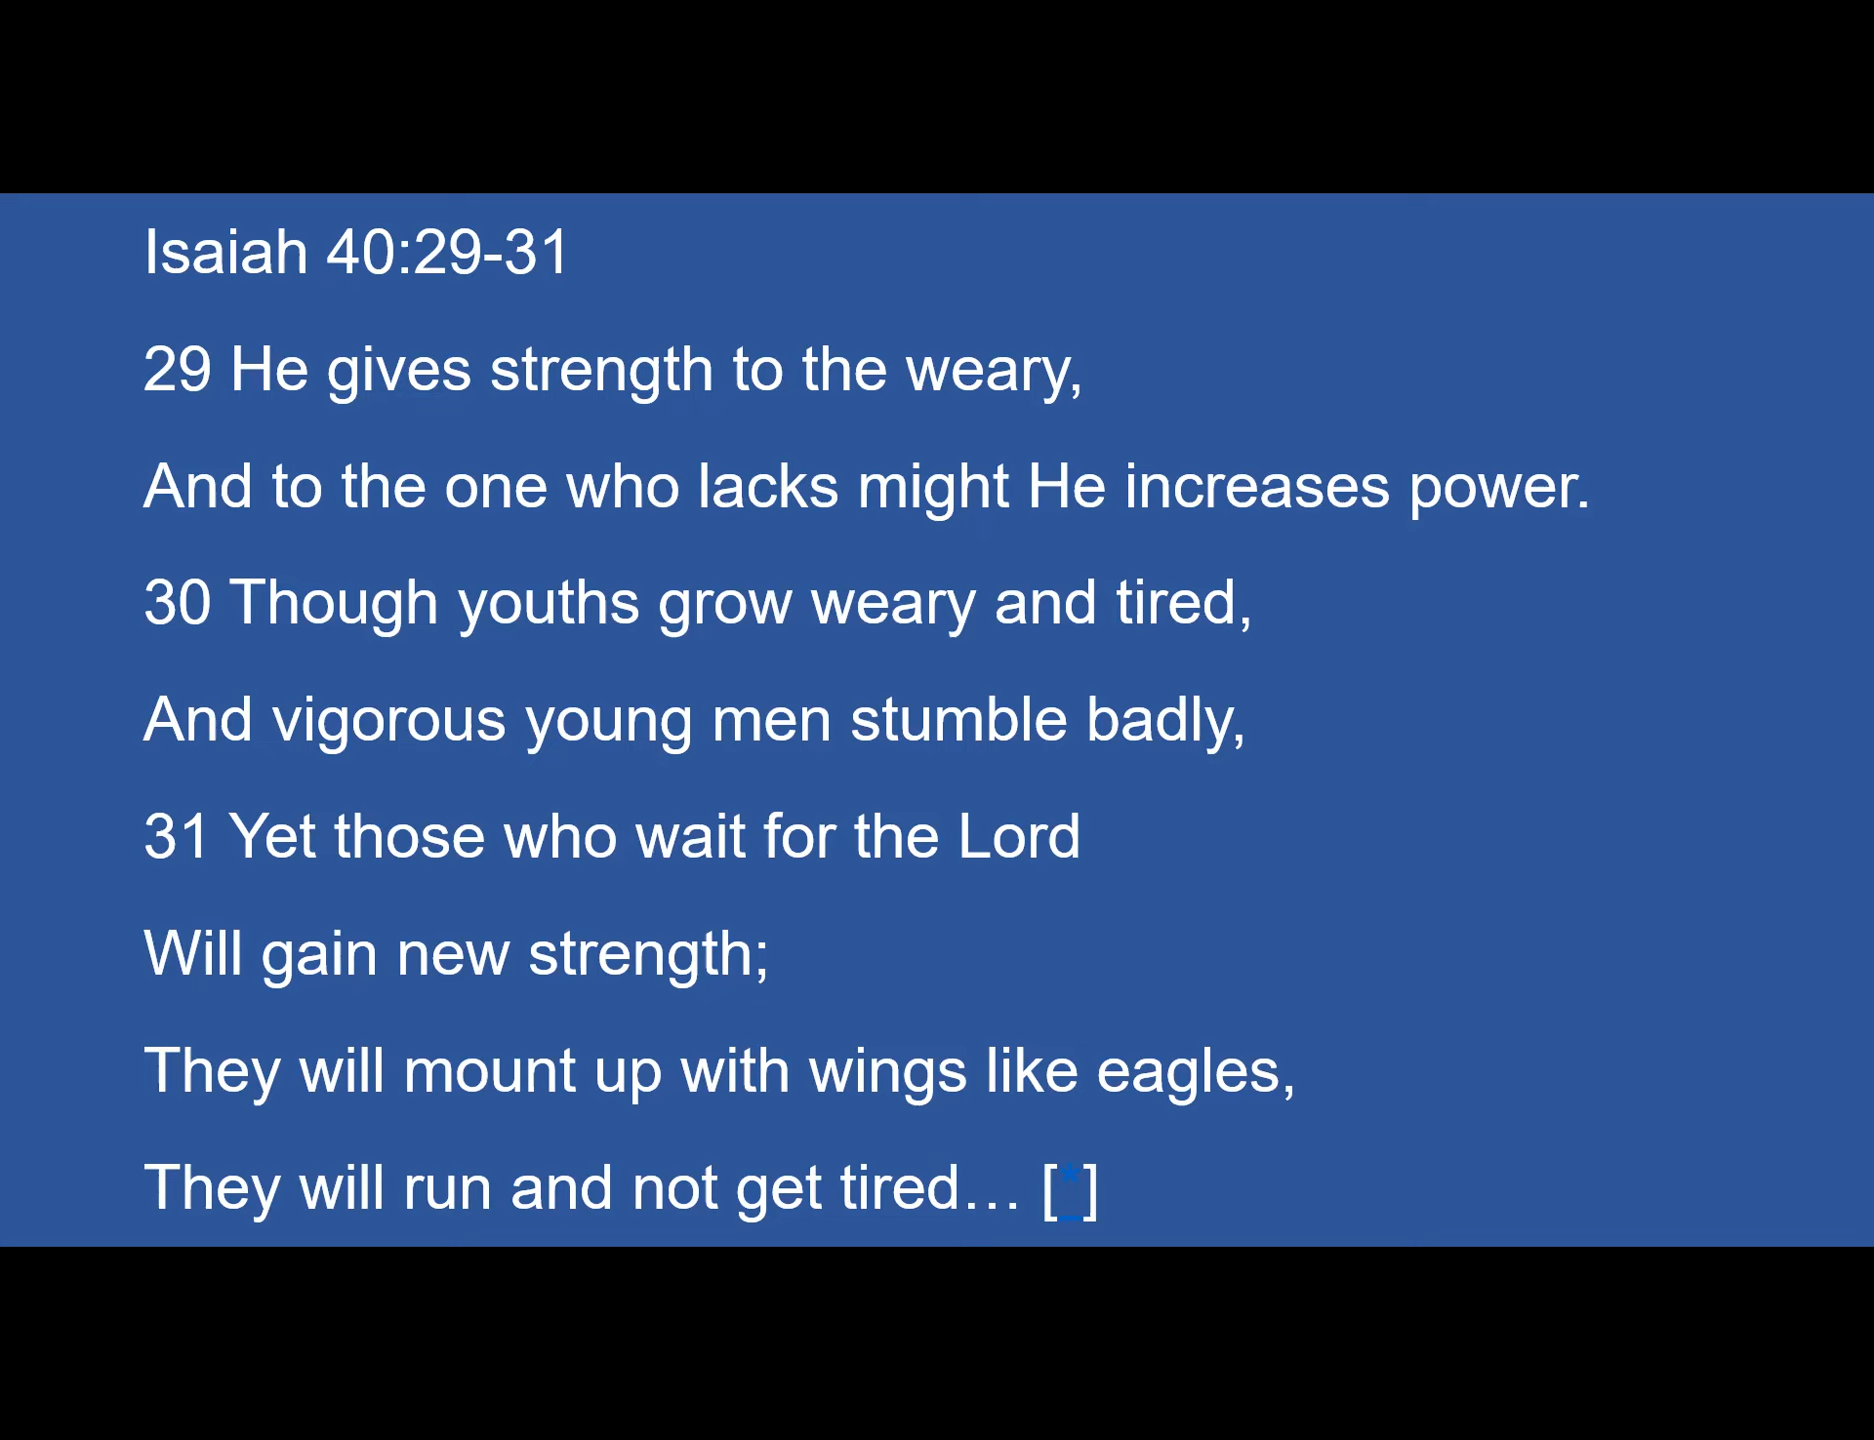 Isaiah 40:29-31
29 He gives strength to the weary,
And to the one who lacks might He increases power.
30 Though youths grow weary and tired,
And vigorous young men stumble badly,
31 Yet those who wait for the Lord
Will gain new strength;
They will mount up with wings like eagles,
They will run and not get tired… [*]